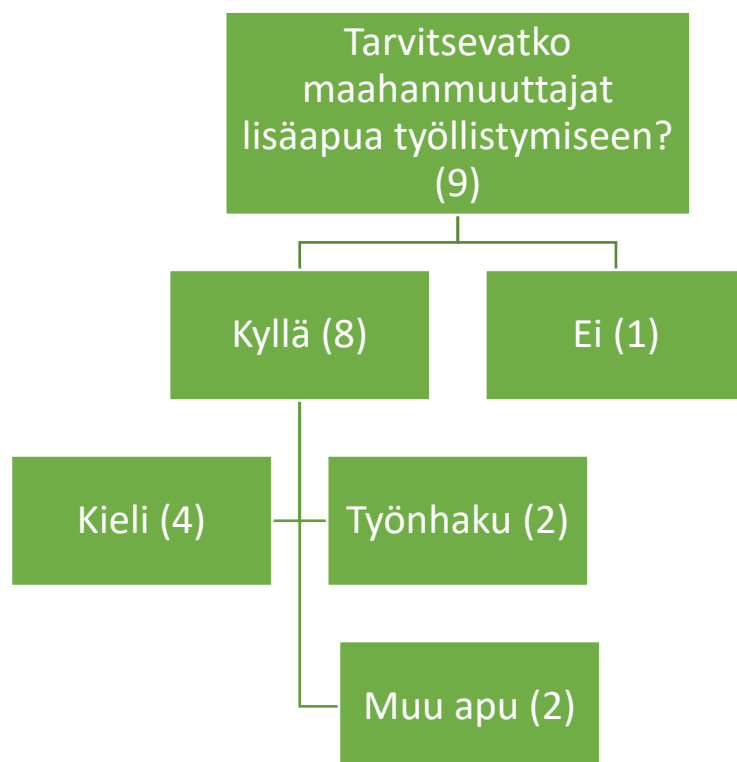 Tarvitsevatko
maahanmuuttajat
lisäapua työllistymiseen?
(9)
Kyllä (8)
Ei (1)
Kieli (4)
Työnhaku (2)
Muu apu (2)